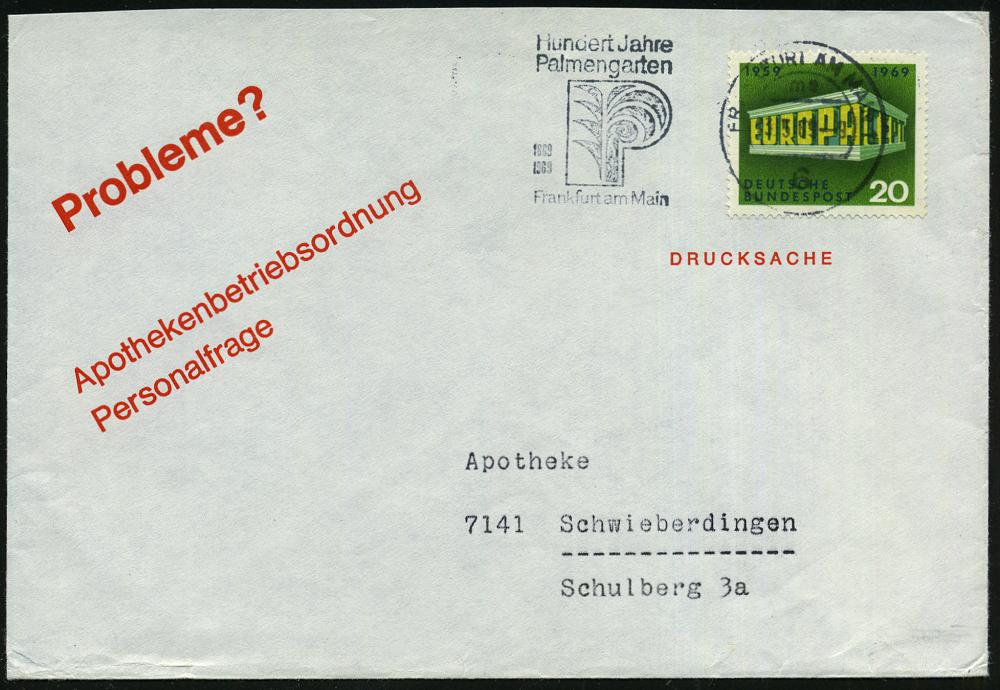 Hundert Jahre
Palmengarten
1869
1969
Frankfurt am Main
1959 1969
EUROPA CEPT
DEUTSCHE
BUNDESPOST 20
DRUCKSACHE
Probleme?
Apothekenbetriebsordnung
Personalfrage
Apotheke
7141 Schwieberdingen
Schulberg 3a